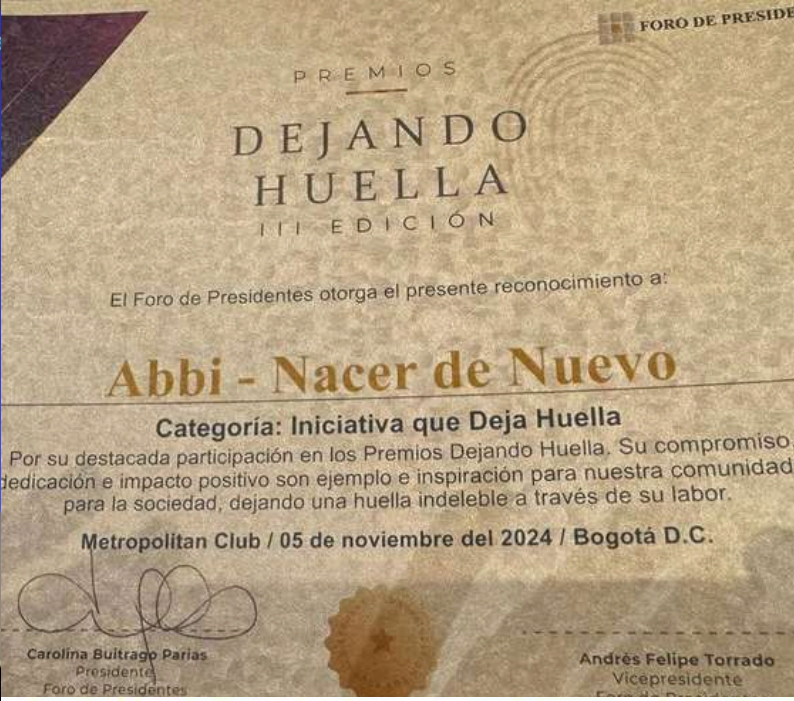 FORO DE PRESIDE
PREMIOS
DEJANDO
HUELLA
III EDICIÓN
El Foro de Presidentes otorga el presente reconocimiento a:
Abbi - Nacer de Nuevo
Categoría: Iniciativa que Deja Huella
Por su destacada participación en los Premios Dejando Huella. Su compromiso,
dedicación e impacto positivo son ejemplo e inspiración para nuestra comunidad
para la sociedad, dejando una huella indeleble a través de su labor.
Metropolitan Club / 05 de noviembre del 2024 / Bogotá D.C.
Carolina Buitrago Parias
Presidente
Foro de Presidentes
Andrés Felipe Torrado
Vicepresidente